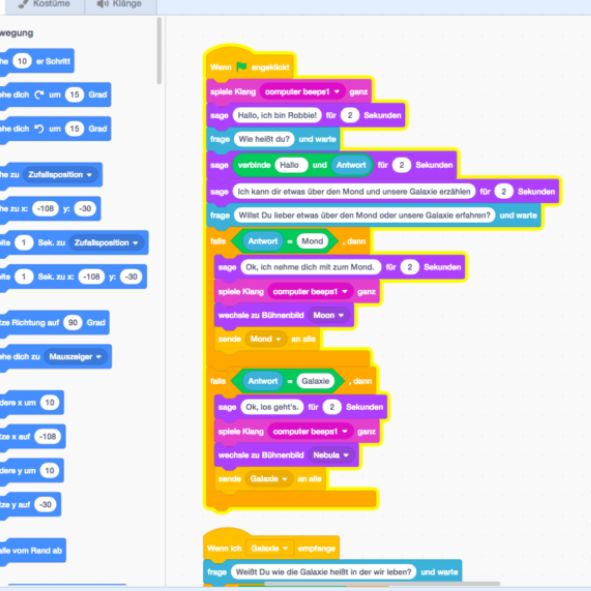 Kostüme Klänge
wegung
he 10 er Schritt
ehe dich um 15 Grad
ehe dich um 15 Grad
he zu Zufallsposition
he zu x: -108 y: -30
ite 1 Sek. zu Zufallsposition
ite 1 Sek. zu x: -108 y: -30
ze Richtung auf 90 Grad
ehe dich zu Mauszeiger
dere x um 10
ze x auf -108
dere y um 10
ze y auf -30
alle vom Rand ab
Wenn angeklickt
spiele Klang computer beeps1 ganz
sage Hallo, ich bin Robbie! für 2 Sekunden
frage Wie heißt du? und warte
sage verbinde Hallo und Antwort für 2 Sekunden
sage Ich kann dir etwas über den Mond und unsere Galaxie erzählen für 2 Sekunden
frage Willst Du lieber etwas über den Mond oder unsere Galaxie erfahren? und warte
falls Antwort = Mond , dann
sage Ok, ich nehme dich mit zum Mond. für 2 Sekunden
spiele Klang computer beeps1 ganz
wechsle zu Bühnenbild Moon
sende Mond an alle
falls Antwort = Galaxie , dann
sage Ok, los geht's. für 2 Sekunden
spiele Klang computer beeps1 ganz
wechsle zu Bühnenbild Nebula
sende Galaxie an alle
Wenn ich Galaxie empfange
frage Weißt Du wie die Galaxie heißt in der wir leben? und warte